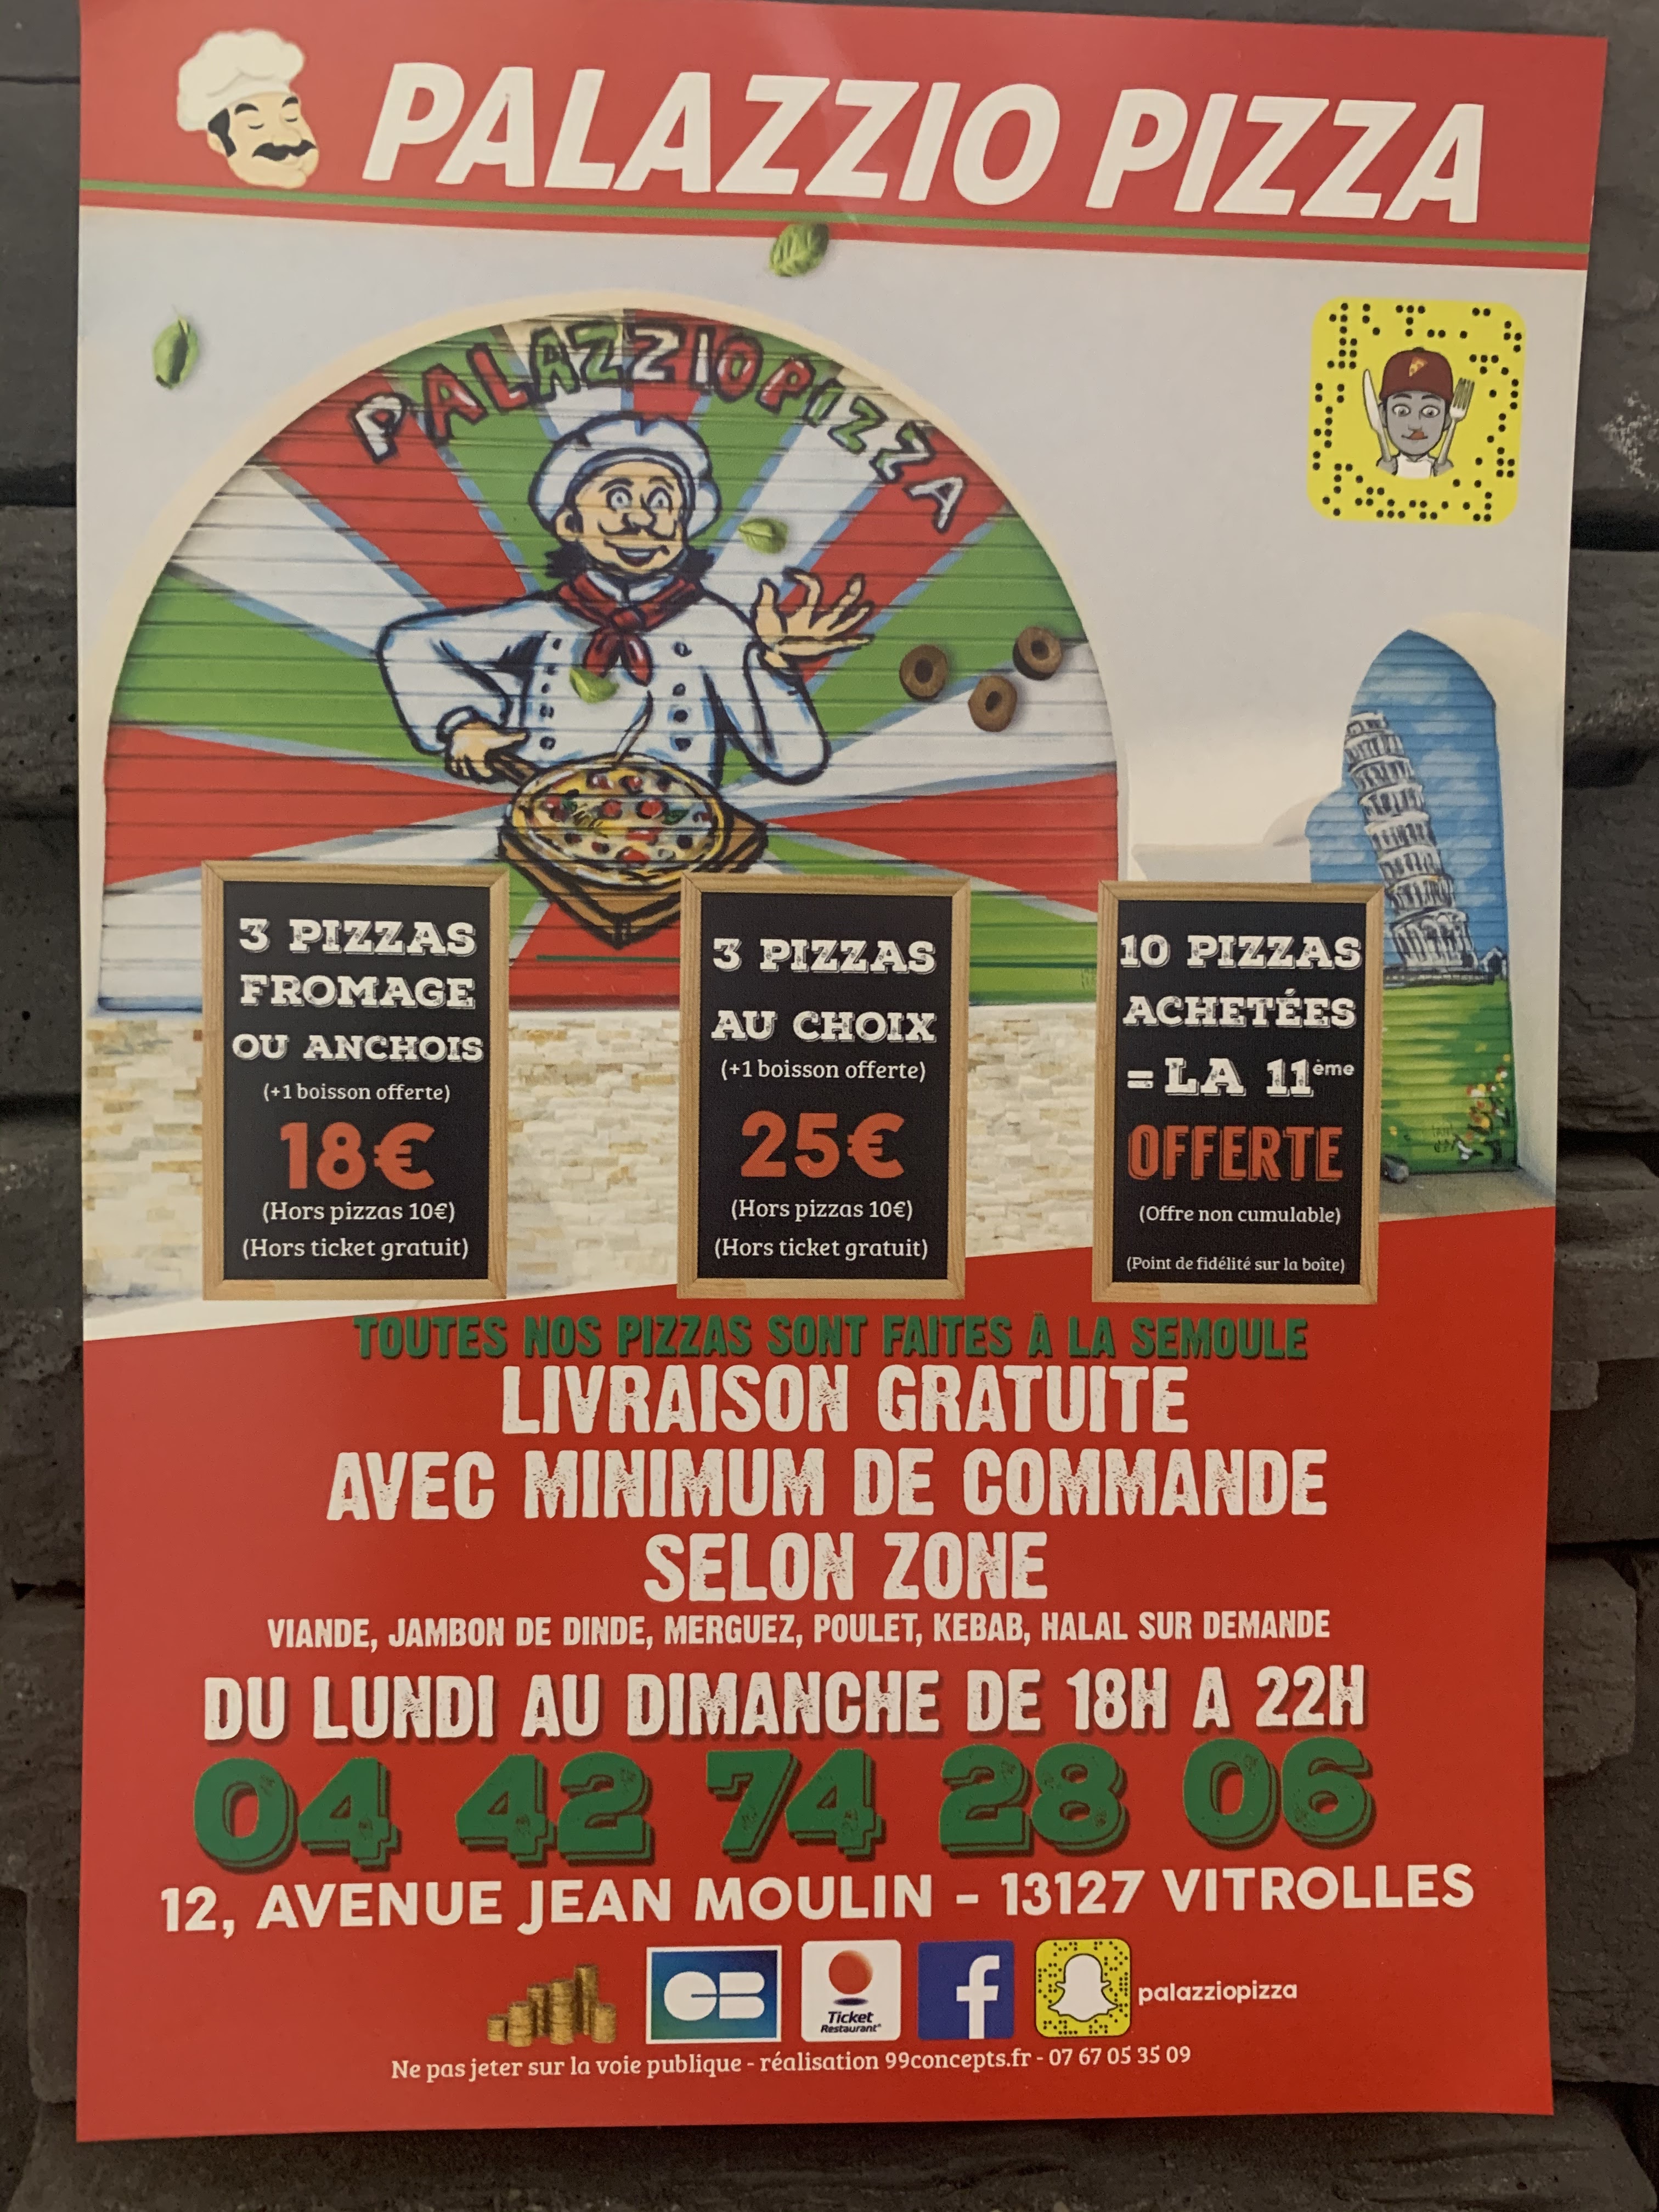 PALAZZIO PIZZA
PALAZZIO PIZZA
3 PIZZAS
FROMAGE
OU ANCHOIS
(+1 boisson offerte)
18€
(Hors pizzas 10€)
(Hors ticket gratuit)
3 PIZZAS
AU CHOIX
(+1 boisson offerte)
25€
(Hors pizzas 10€)
(Hors ticket gratuit)
10 PIZZAS
ACHETÉES
= LA 11ème
OFFERTE
(Offre non cumulable)
(Point de fidélité sur la boîte)
TOUTES NOS PIZZAS SONT FAITES À LA SEMOULE
LIVRAISON GRATUITE
AVEC MINIMUM DE COMMANDE
SELON ZONE
VIANDE, JAMBON DE DINDE, MERGUEZ, POULET, KEBAB, HALAL SUR DEMANDE
DU LUNDI AU DIMANCHE DE 18H A 22H
04 42 74 28 06
12, AVENUE JEAN MOULIN - 13127 VITROLLES
CB
Ticket
Restaurant®
f
palazziopizza
Ne pas jeter sur la voie publique - réalisation 99concepts.fr - 07 67 05 35 09